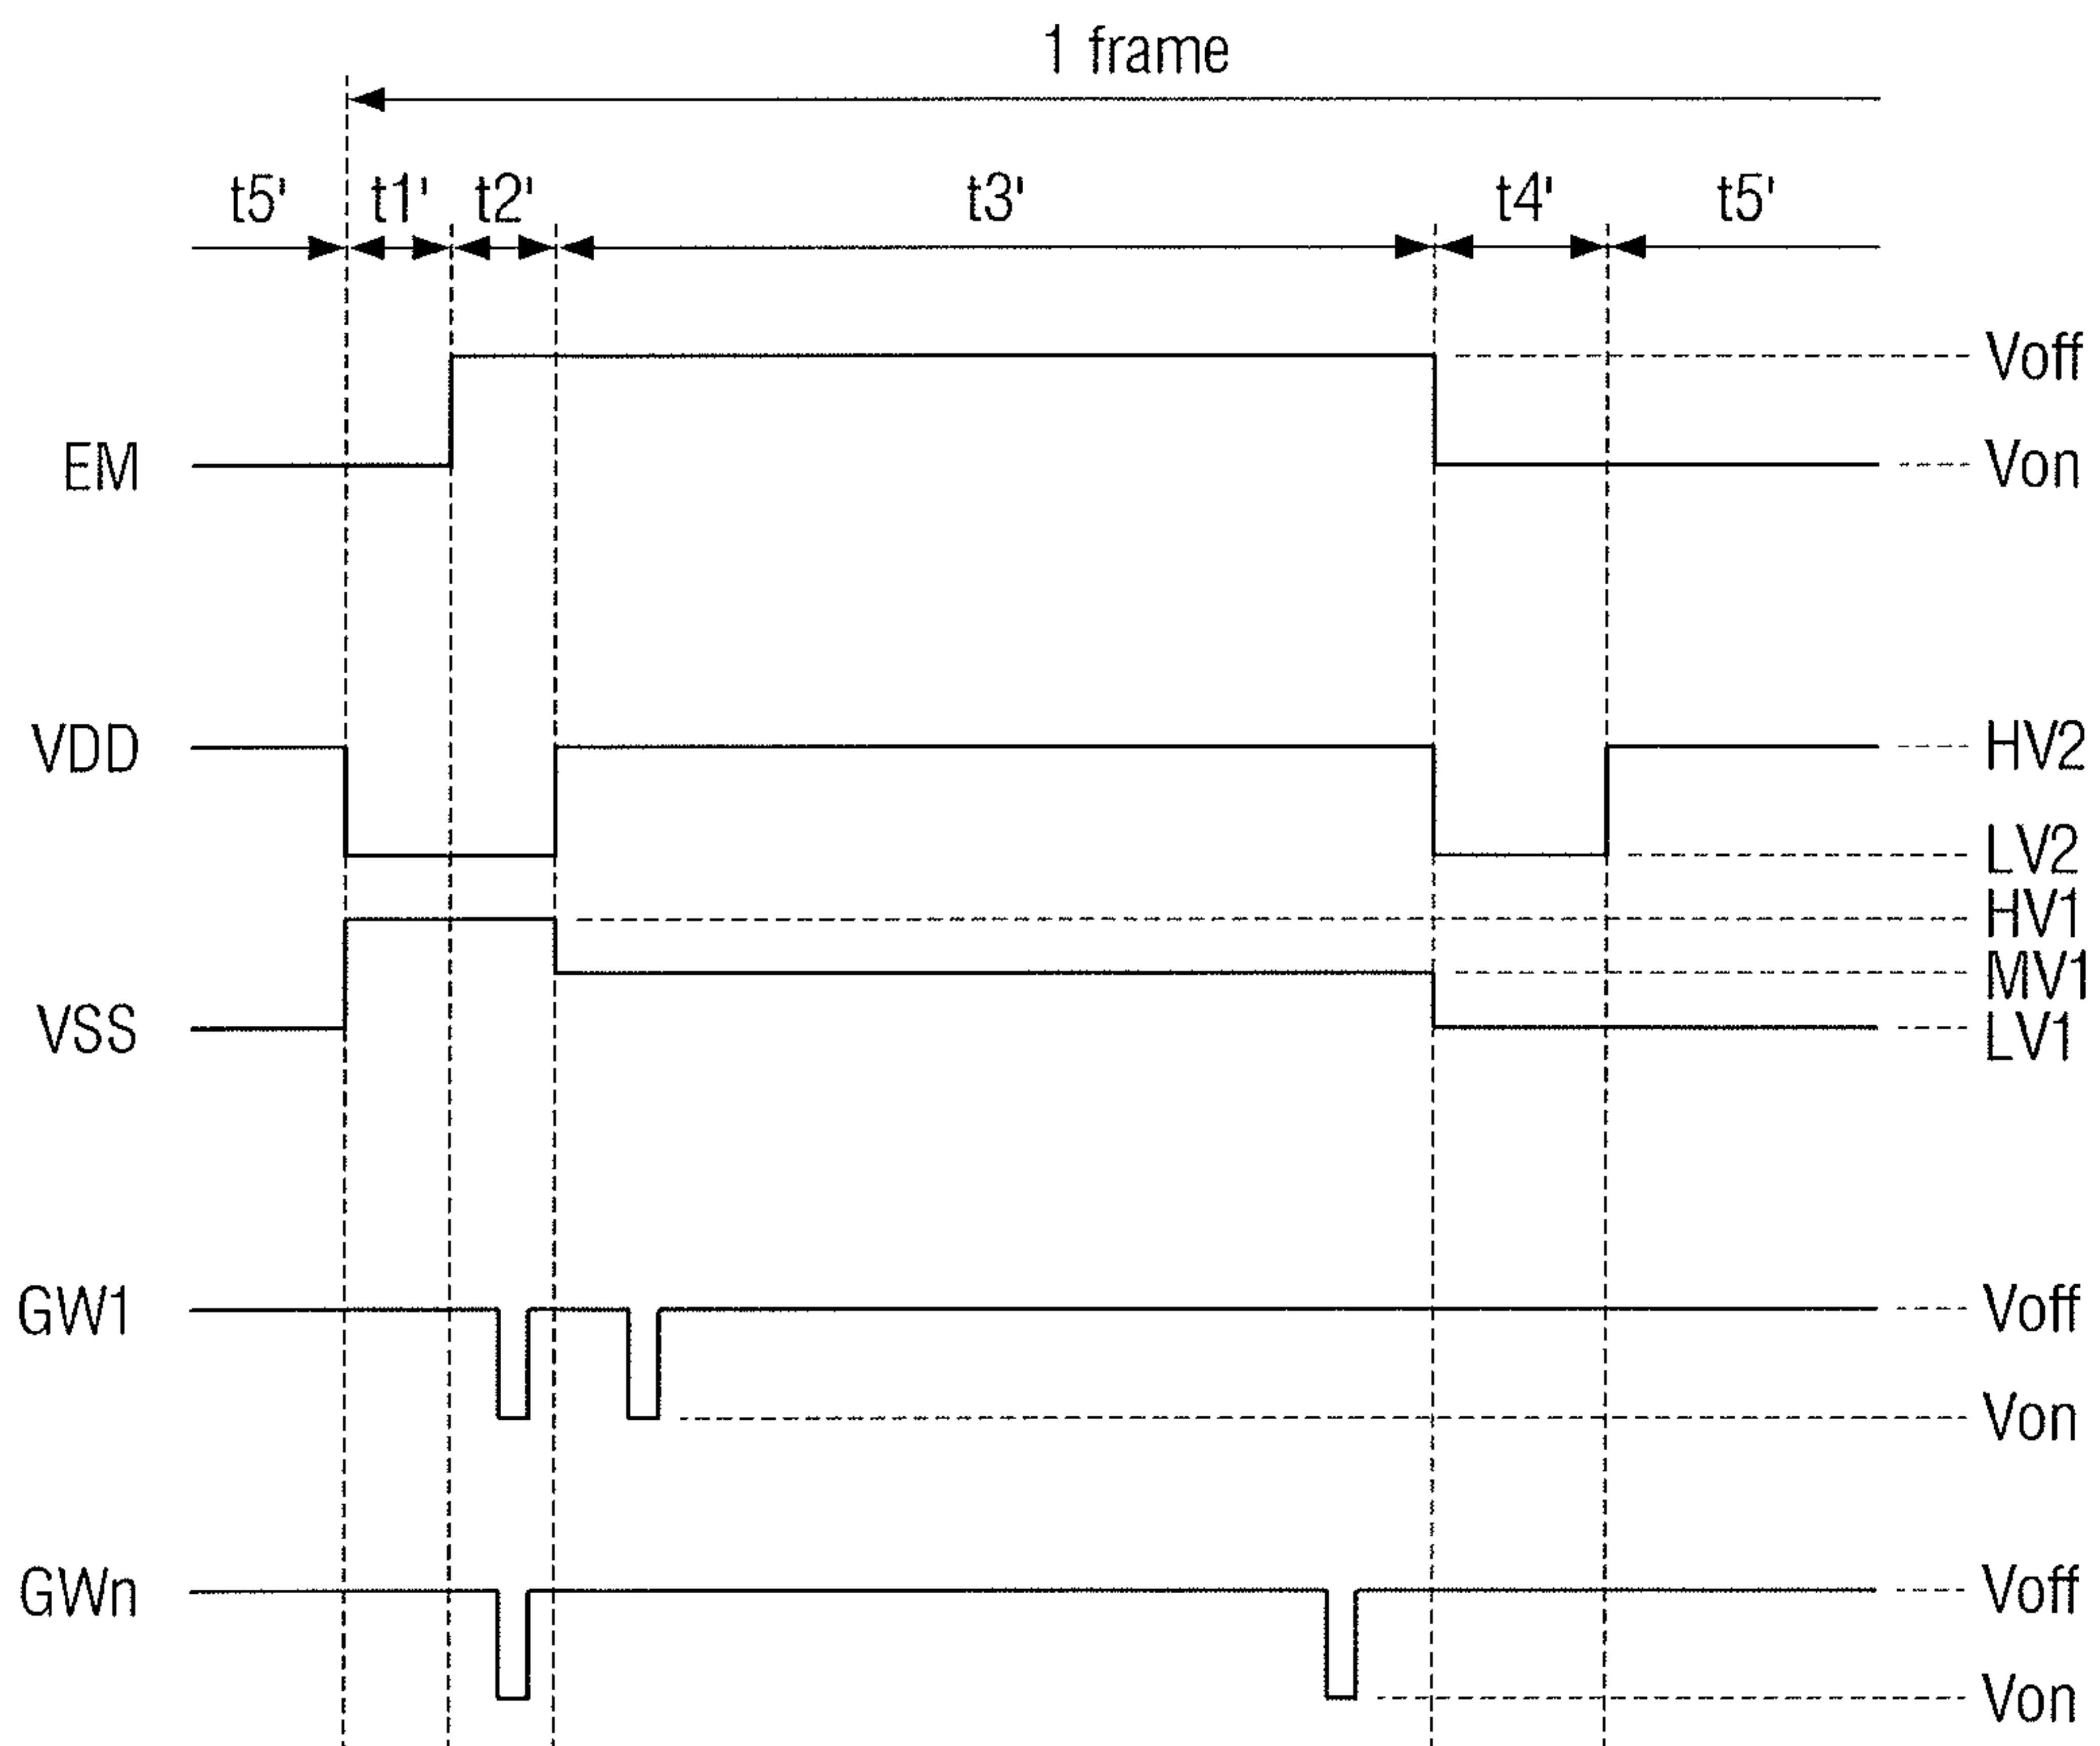 1 frame
t5' t1' t2' t3' t4' t5'
Voff
EM Von
VDD HV2
LV2
HV1
MV1
VSS LV1
GW1 Voff
Von
GWn Voff
Von